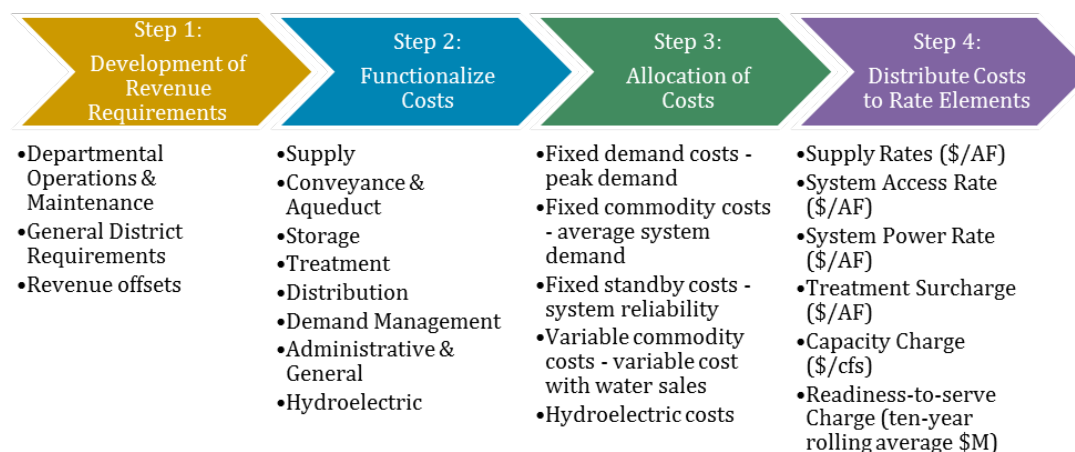 Step 1:
Development of
Revenue
Requirements
Step 2:
Functionalize
Costs
Step 3:
Allocation of
Costs
Step 4:
Distribute Costs
to Rate Elements
•Departmental
Operations &
Maintenance
•General District
Requirements
•Revenue offsets
•Supply
•Conveyance &
Aqueduct
•Storage
•Treatment
•Distribution
•Demand Management
•Administrative &
General
•Hydroelectric
•Fixed demand costs -
peak demand
•Fixed commodity costs
- average system
demand
•Fixed standby costs -
system reliability
•Variable commodity
costs - variable cost
with water sales
•Hydroelectric costs
•Supply Rates ($/AF)
•System Access Rate
($/AF)
•System Power Rate
($/AF)
•Treatment Surcharge
($/AF)
•Capacity Charge
($/cfs)
•Readiness-to-serve
Charge (ten-year
rolling average $M)